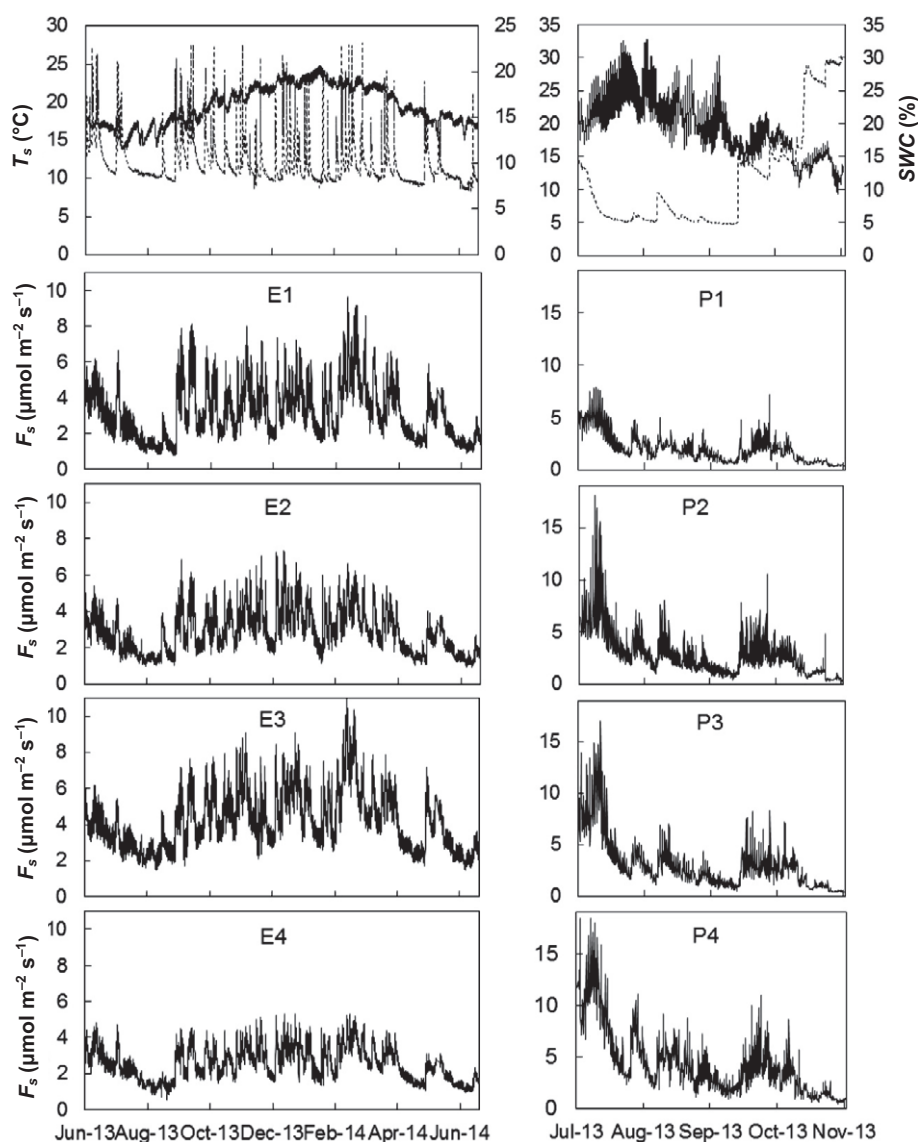 30 25 35 35
25 20 30 30
20 15 25 25
15 10 20 20
10 5 15 15
5 0 10 10
0 5 5
0 0
T_s (°C)
SWC (%)
E1
10
8
6
4
2
0
F_s (µmol m⁻² s⁻¹)
P1
15
10
5
0
E2
10
8
6
4
2
0
F_s (µmol m⁻² s⁻¹)
P2
15
10
5
0
E3
10
8
6
4
2
0
F_s (µmol m⁻² s⁻¹)
P3
15
10
5
0
E4
10
8
6
4
2
0
F_s (µmol m⁻² s⁻¹)
P4
15
10
5
0
Jun-13 Aug-13 Oct-13 Dec-13 Feb-14 Apr-14 Jun-14
Jul-13 Aug-13 Sep-13 Oct-13 Nov-13